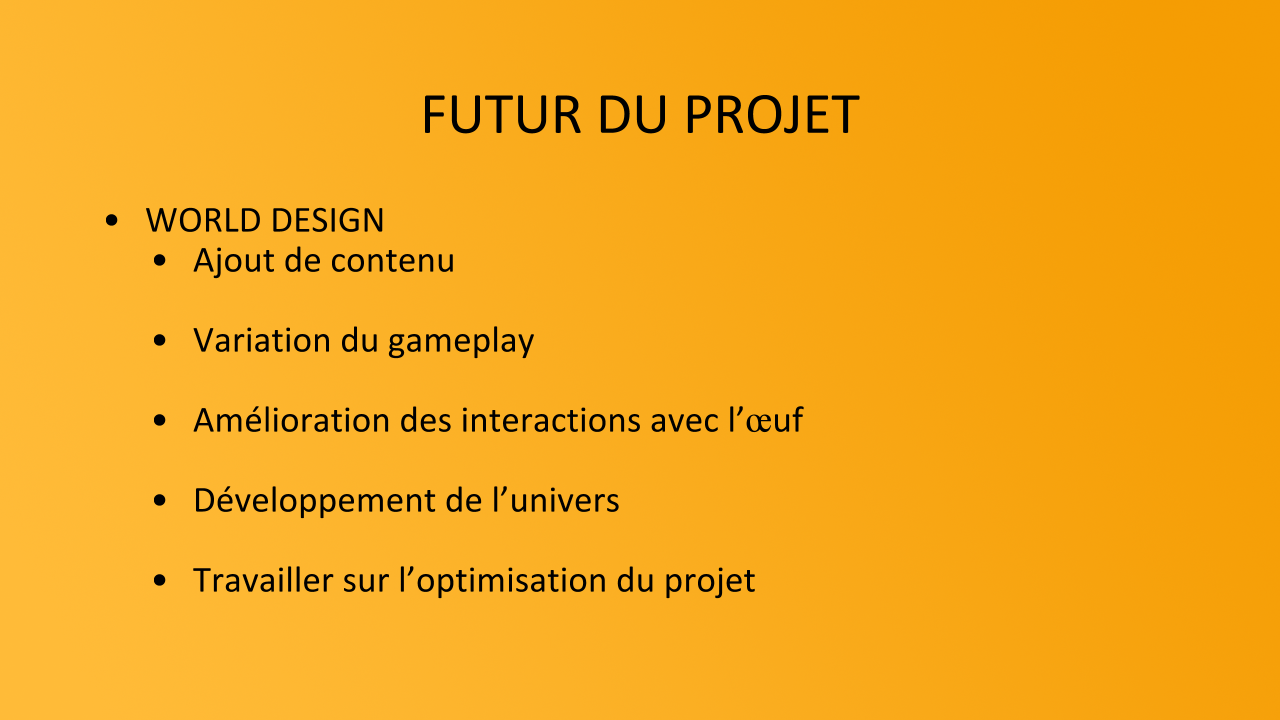 FUTUR DU PROJET
• WORLD DESIGN
• Ajout de contenu
• Variation du gameplay
• Amélioration des interactions avec l’œuf
• Développement de l’univers
• Travailler sur l’optimisation du projet